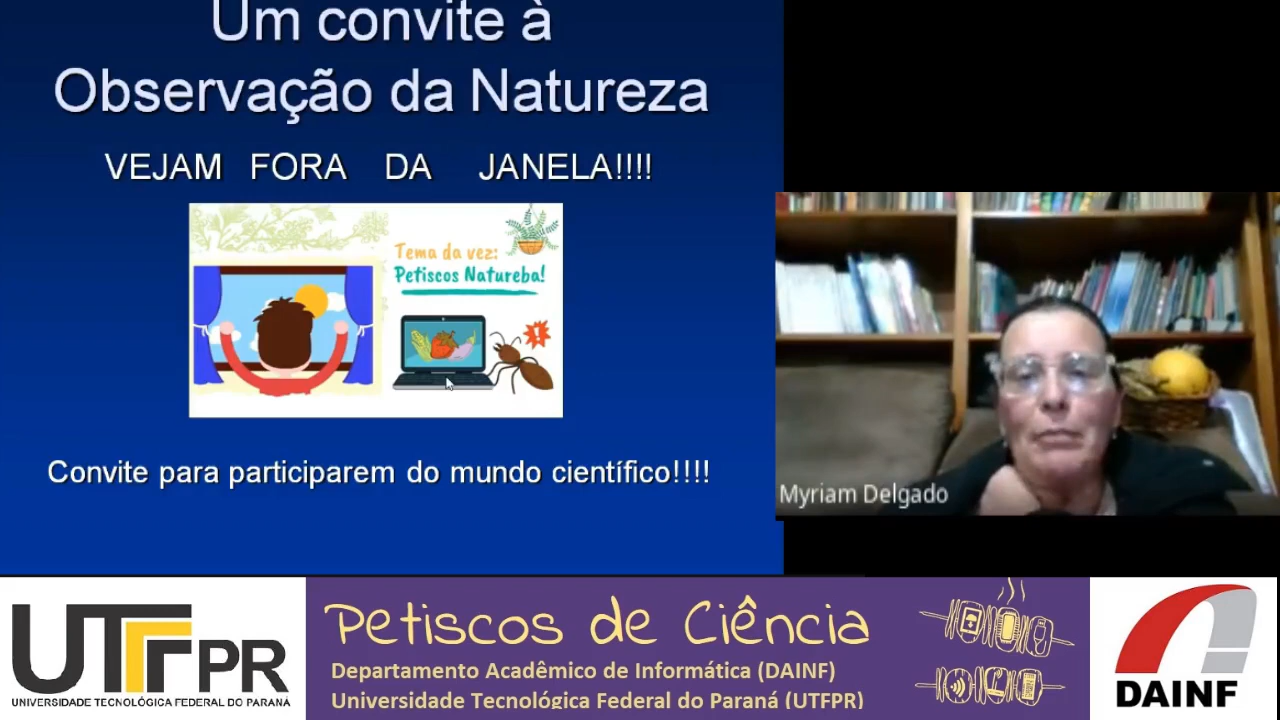 Um convite à
Observação da Natureza
VEJAM FORA DA JANELA!!!!
Tema da vez:
Petiscos Natureba!
Convite para participarem do mundo científico!!!!
Myriam Delgado
UTFPR
UNIVERSIDADE TECNOLÓGICA FEDERAL DO PARANÁ
Petiscos de Ciência
Departamento Acadêmico de Informática (DAINF)
Universidade Tecnológica Federal do Paraná (UTFPR)
DAINF